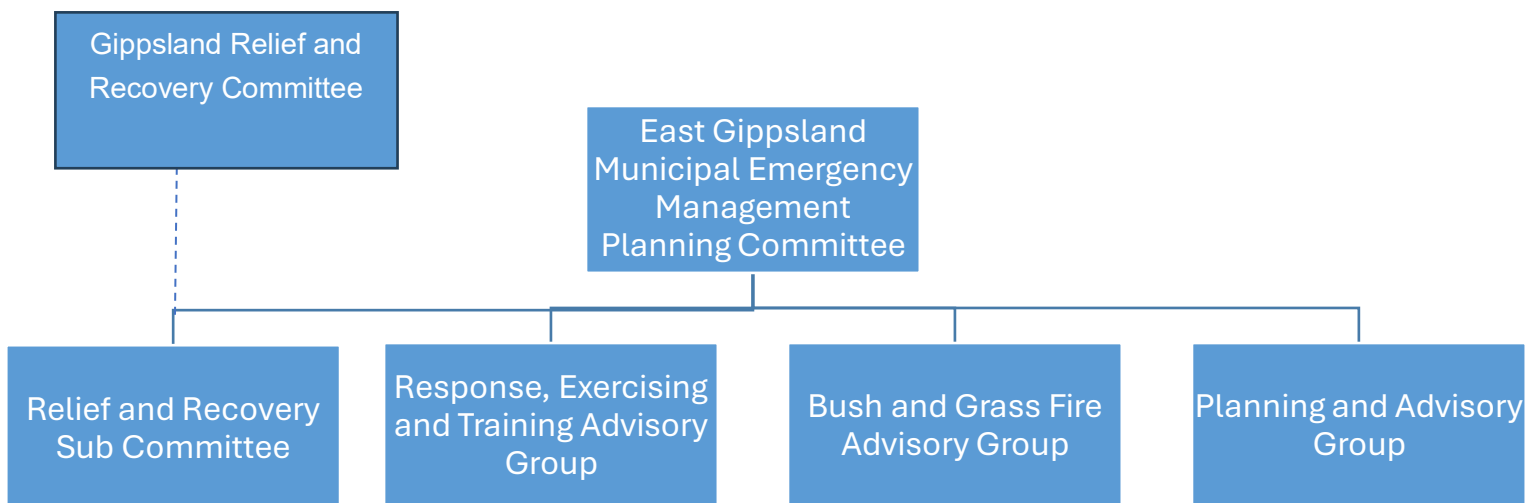 Gippsland Relief and
Recovery Committee
East Gippsland
Municipal Emergency
Management
Planning Committee
Relief and Recovery
Sub Committee
Response, Exercising
and Training Advisory
Group
Bush and Grass Fire
Advisory Group
Planning and Advisory
Group